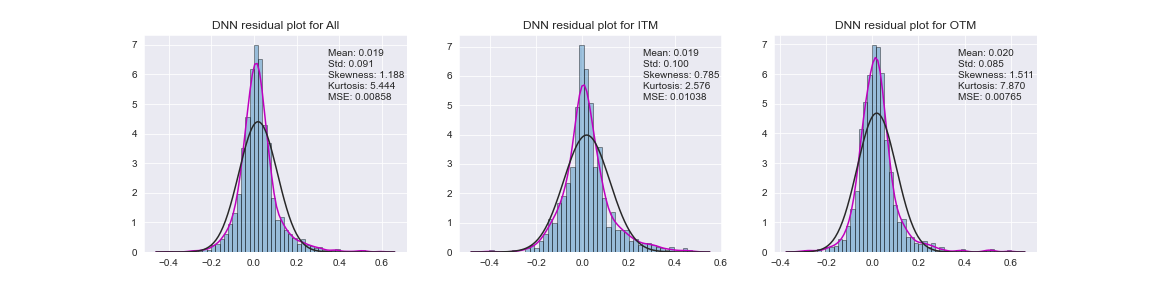 DNN residual plot for All
Mean: 0.019
Std: 0.091
Skewness: 1.188
Kurtosis: 5.444
MSE: 0.00858
7
6
5
4
3
2
1
0
−0.4 −0.2 0.0 0.2 0.4 0.6
DNN residual plot for ITM
Mean: 0.019
Std: 0.100
Skewness: 0.785
Kurtosis: 2.576
MSE: 0.01038
7
6
5
4
3
2
1
0
−0.4 −0.2 0.0 0.2 0.4 0.6
DNN residual plot for OTM
Mean: 0.020
Std: 0.085
Skewness: 1.511
Kurtosis: 7.870
MSE: 0.00765
7
6
5
4
3
2
1
0
−0.4 −0.2 0.0 0.2 0.4 0.6